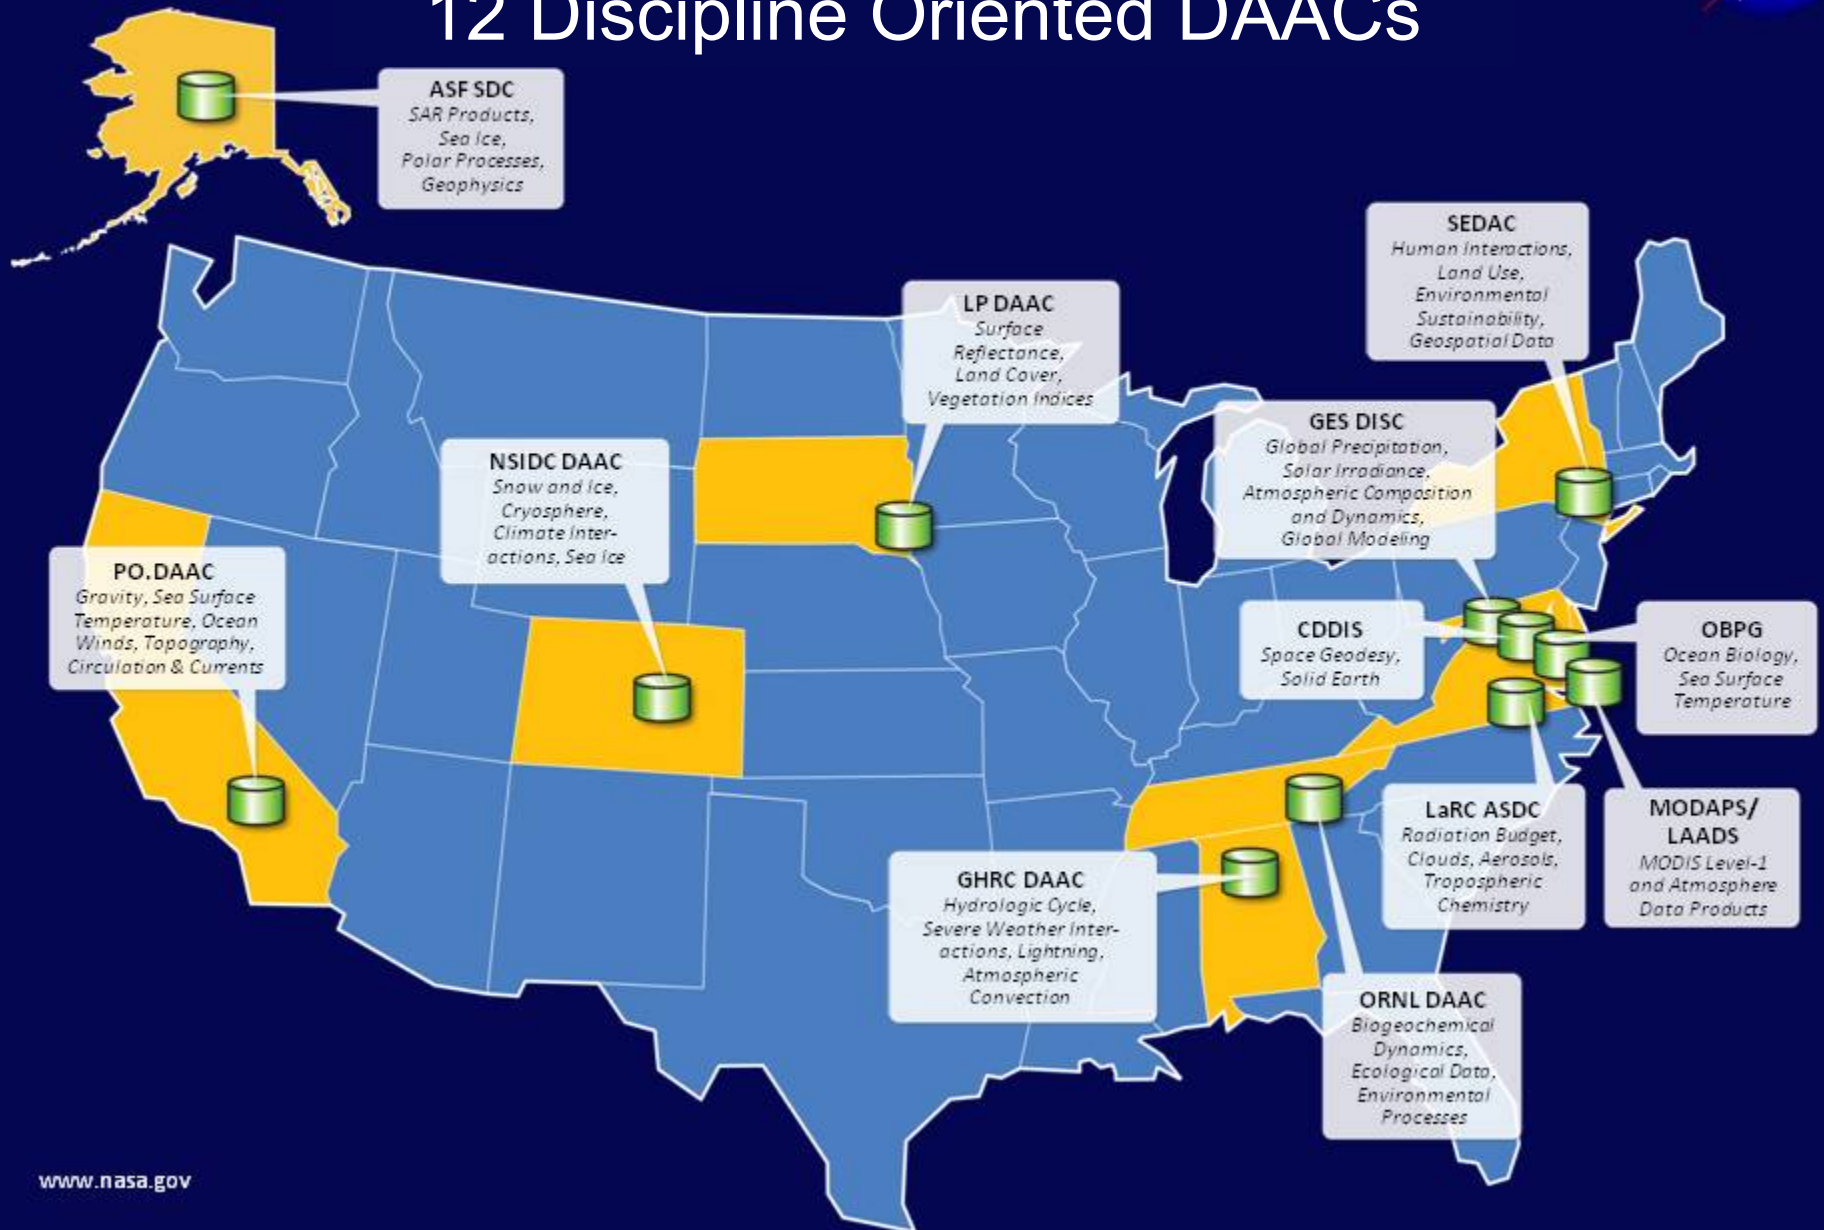 12 Discipline Oriented DAACs
ASF SDC
SAR Products,
Sea Ice,
Polar Processes,
Geophysics
SEDAC
Human Interactions,
Land Use,
Environmental
Sustainability,
Geospatial Data
LP DAAC
Surface
Reflectance,
Land Cover,
Vegetation Indices
GES DISC
Global Precipitation,
Solar Irradiance,
Atmospheric Composition
and Dynamics,
Global Modeling
NSIDC DAAC
Snow and Ice,
Cryosphere,
Climate Inter-
actions, Sea Ice
PO.DAAC
Gravity, Sea Surface
Temperature, Ocean
Winds, Topography,
Circulation & Currents
CDDIS
Space Geodesy,
Solid Earth
OBPG
Ocean Biology,
Sea Surface
Temperature
LaRC ASDC
Radiation Budget,
Clouds, Aerosols,
Tropospheric
Chemistry
MODAPS/
LAADS
MODIS Level-1
and Atmosphere
Data Products
GHRC DAAC
Hydrologic Cycle,
Severe Weather Inter-
actions, Lightning,
Atmospheric
Convection
ORNL DAAC
Biogeochemical
Dynamics,
Ecological Data,
Environmental
Processes
www.nasa.gov